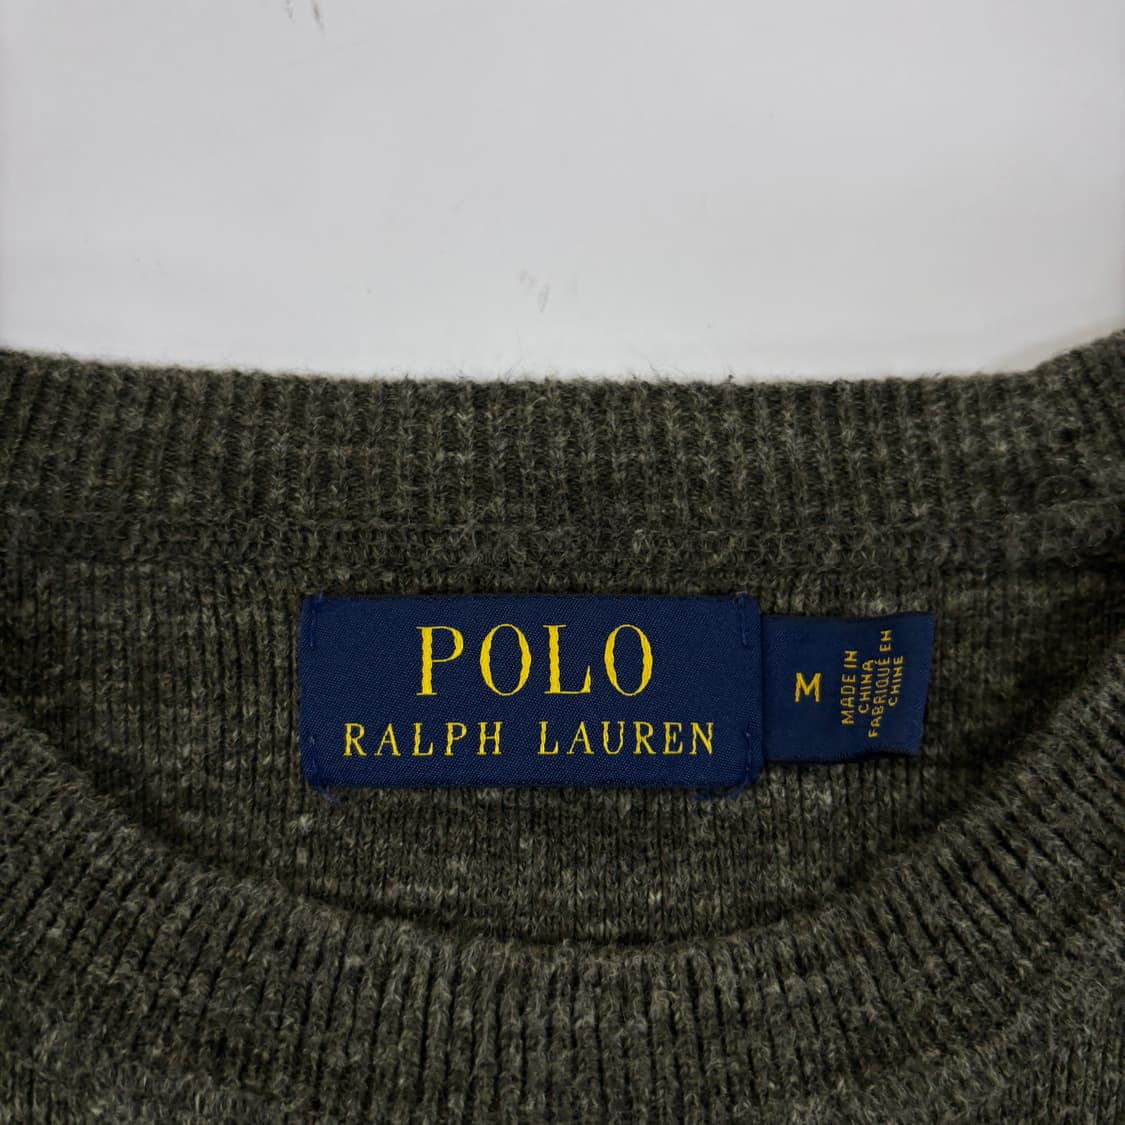 POLO
RALPH LAUREN
M
MADE IN
CHINA
FABRIQUÉ EN
CHINE